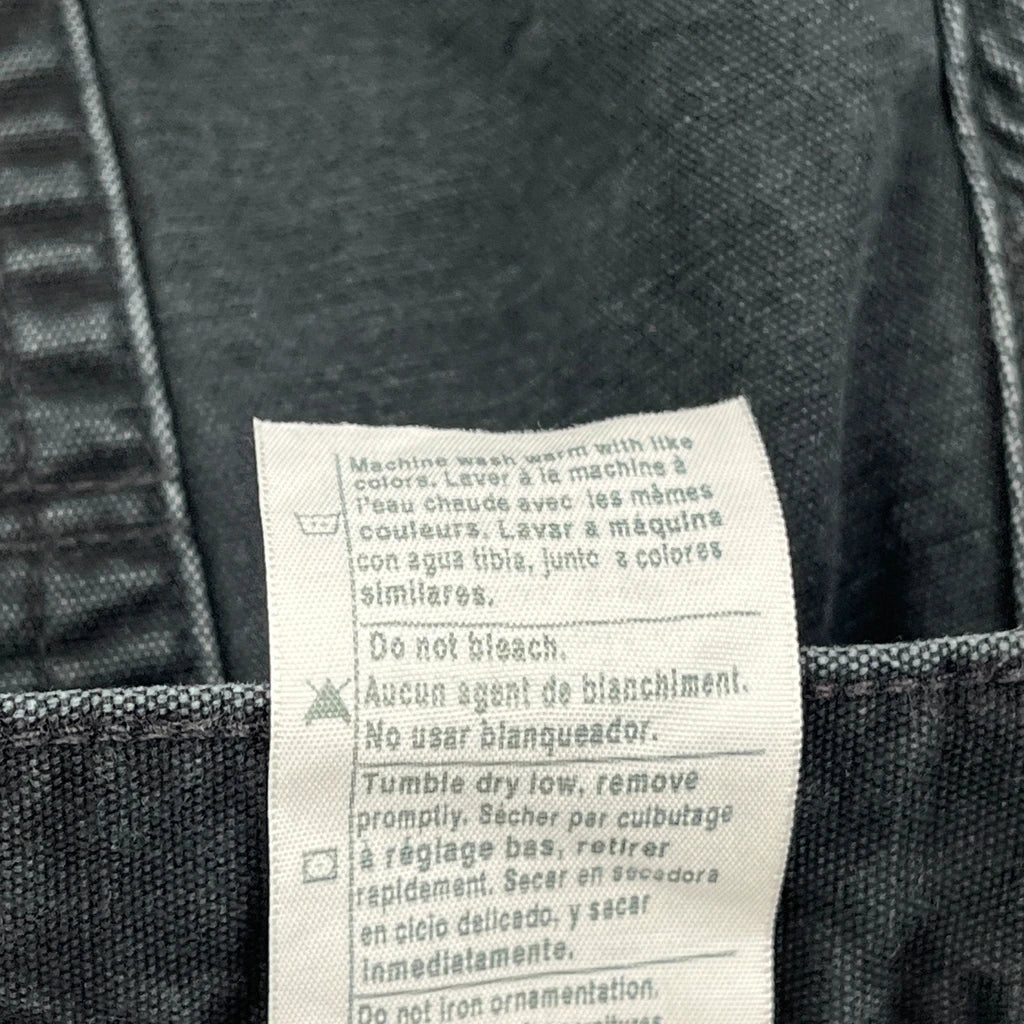 Machine wash warm with like
colors. Laver à la machine à
l'eau chaude avec les mêmes
couleurs. Lavar a máquina
con agua tibia, junto a colores
similares.
Do not bleach.
Aucun agent de blanchiment.
No usar blanqueador.
Tumble dry low, remove
promptly. Sécher par culbutage
à réglage bas, retirer
rapidement. Secar en secadora
en ciclo delicado, y sacar
inmediatamente.
Do not iron ornamentation.